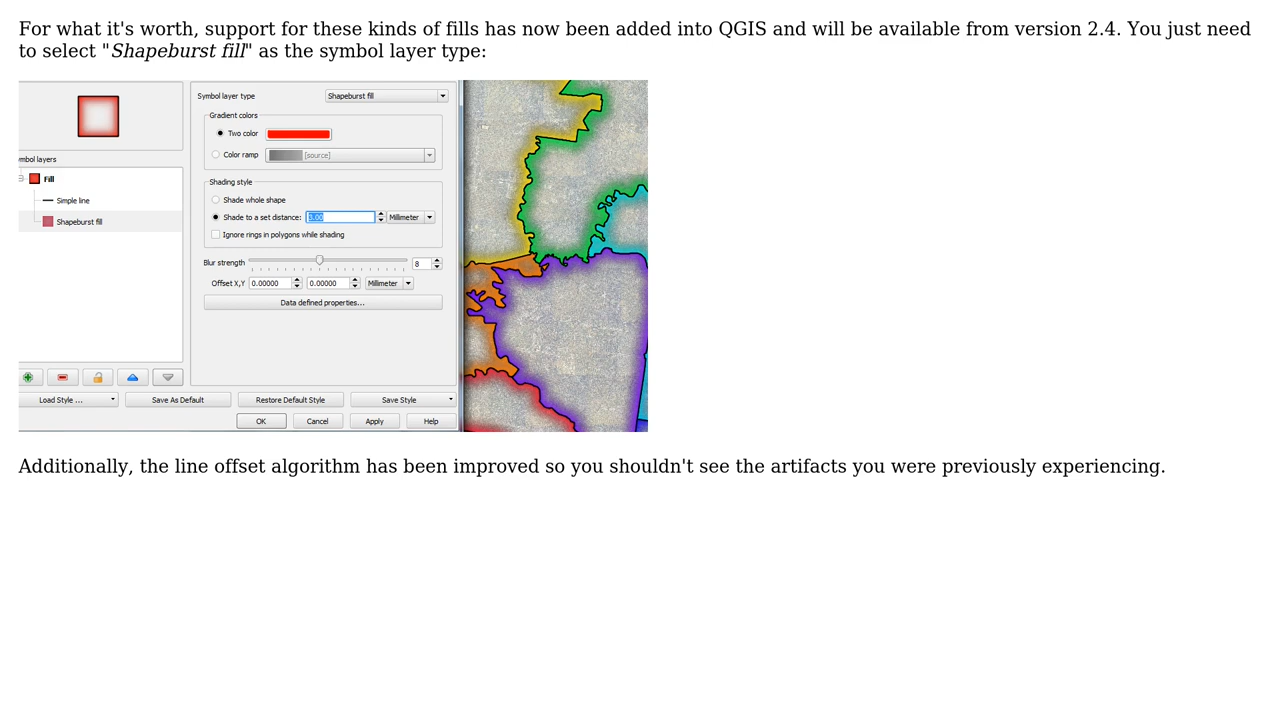 For what it's worth, support for these kinds of fills has now been added into QGIS and will be available from version 2.4. You just need
to select "Shapeburst fill" as the symbol layer type:
Symbol layer type Shapeburst fill
Gradient colors
Two color
Color ramp [source]
mbol layers
Fill
Simple line
Shapeburst fill
Shading style
Shade whole shape
Shade to a set distance: 5.00 Millimeter
Ignore rings in polygons while shading
Blur strength 8
Offset X,Y 0.00000 0.00000 Millimeter
Data defined properties...
Load Style ... Save As Default Restore Default Style Save Style
OK Cancel Apply Help
Additionally, the line offset algorithm has been improved so you shouldn't see the artifacts you were previously experiencing.